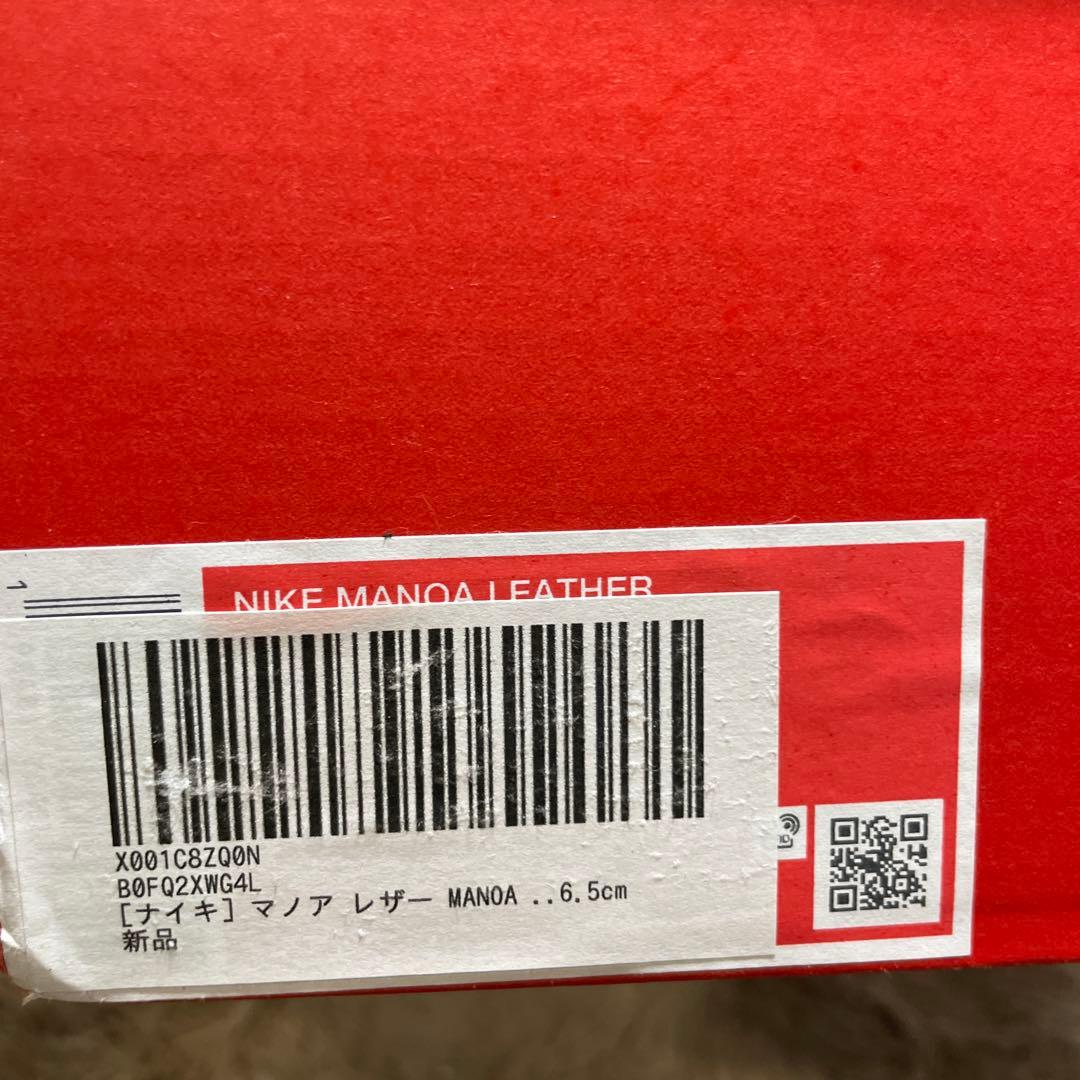 1
NIKE MANOA LEATHER
X001C8ZQ0N
B0FQ2XWG4L
[ナイキ] マノア レザー MANOA ..6.5cm
新品